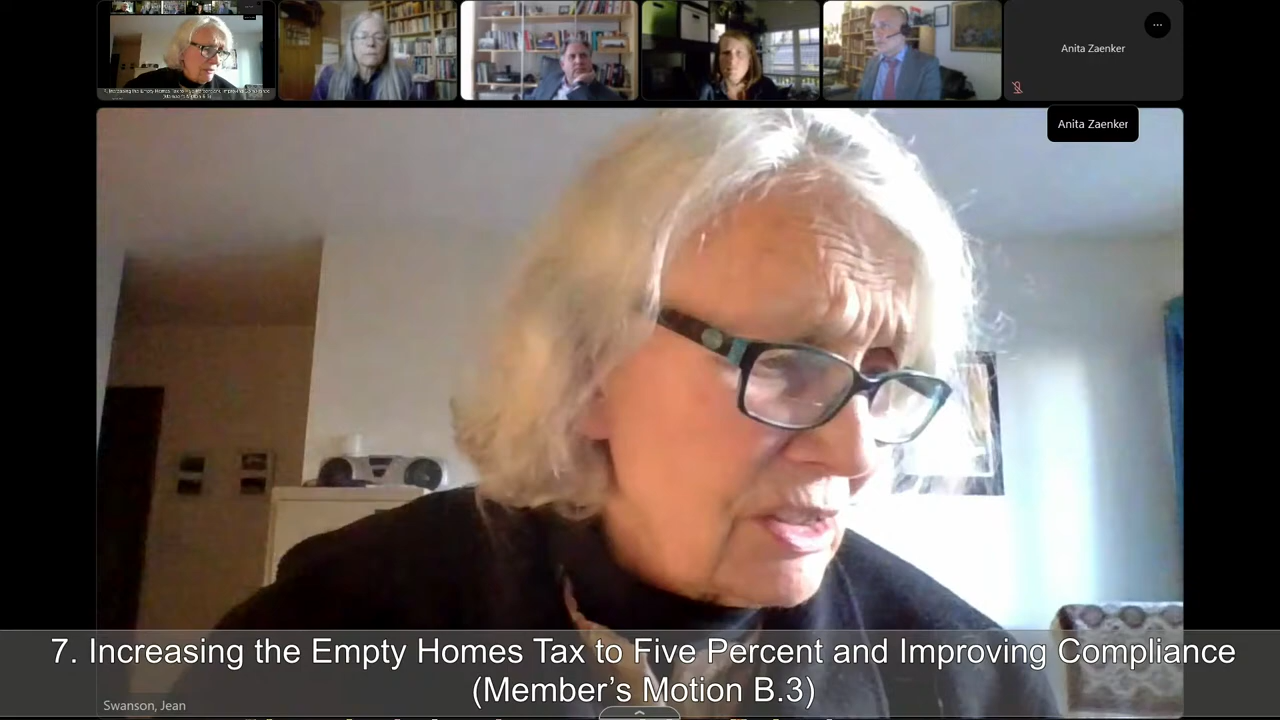 Anita Zaenker
Anita Zaenker
7. Increasing the Empty Homes Tax to Five Percent and Improving Compliance
(Member's Motion B.3)
Swanson, Jean